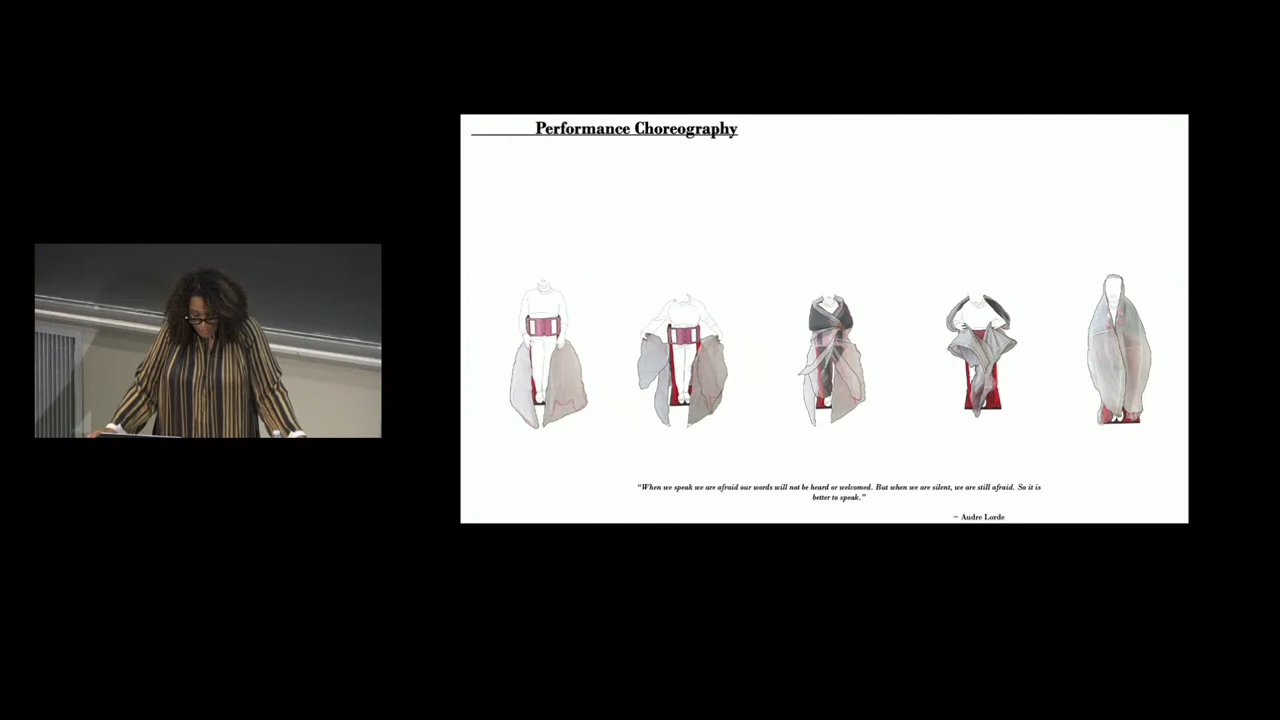 Performance Choreography
“When we speak we are afraid our words will not be heard or welcomed. But when we are silent, we are still afraid. So it is
better to speak.”
~ Audre Lorde